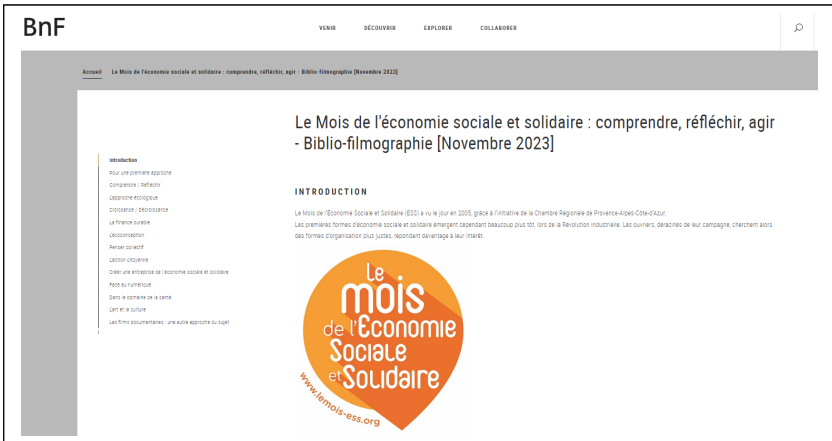 BnF
VENIR DÉCOUVRIR EXPLORER COLLABORER
Accueil Le Mois de l'économie sociale et solidaire : comprendre, réfléchir, agir - Biblio-filmographie [Novembre 2023]
Le Mois de l'économie sociale et solidaire : comprendre, réfléchir, agir
- Biblio-filmographie [Novembre 2023]
Introduction
Pour une première approche
Comprendre / Réfléchir
L'approche écologique
Croissance / Décroissance
La finance durable
L'écoconception
Penser collectif
L'action citoyenne
Créer une entreprise de l'économie sociale et solidaire
Face au numérique
Dans le domaine de la santé
L'art et la culture
Les films documentaires : une autre approche du sujet
INTRODUCTION
Le Mois de l'Économie Sociale et Solidaire (ESS) a vu le jour en 2005, grâce à l'initiative de la Chambre Régionale de Provence-Alpes-Côte-d'Azur.
Les premières formes d'économie sociale et solidaire émergent cependant beaucoup plus tôt, lors de la Révolution Industrielle. Les ouvriers, déracinés de leur campagne, cherchent alors
des formes d'organisation plus justes, répondant davantage à leur intérêt.
Le
mois
de l'Economie
Sociale
et Solidaire
www.lemois-ess.org